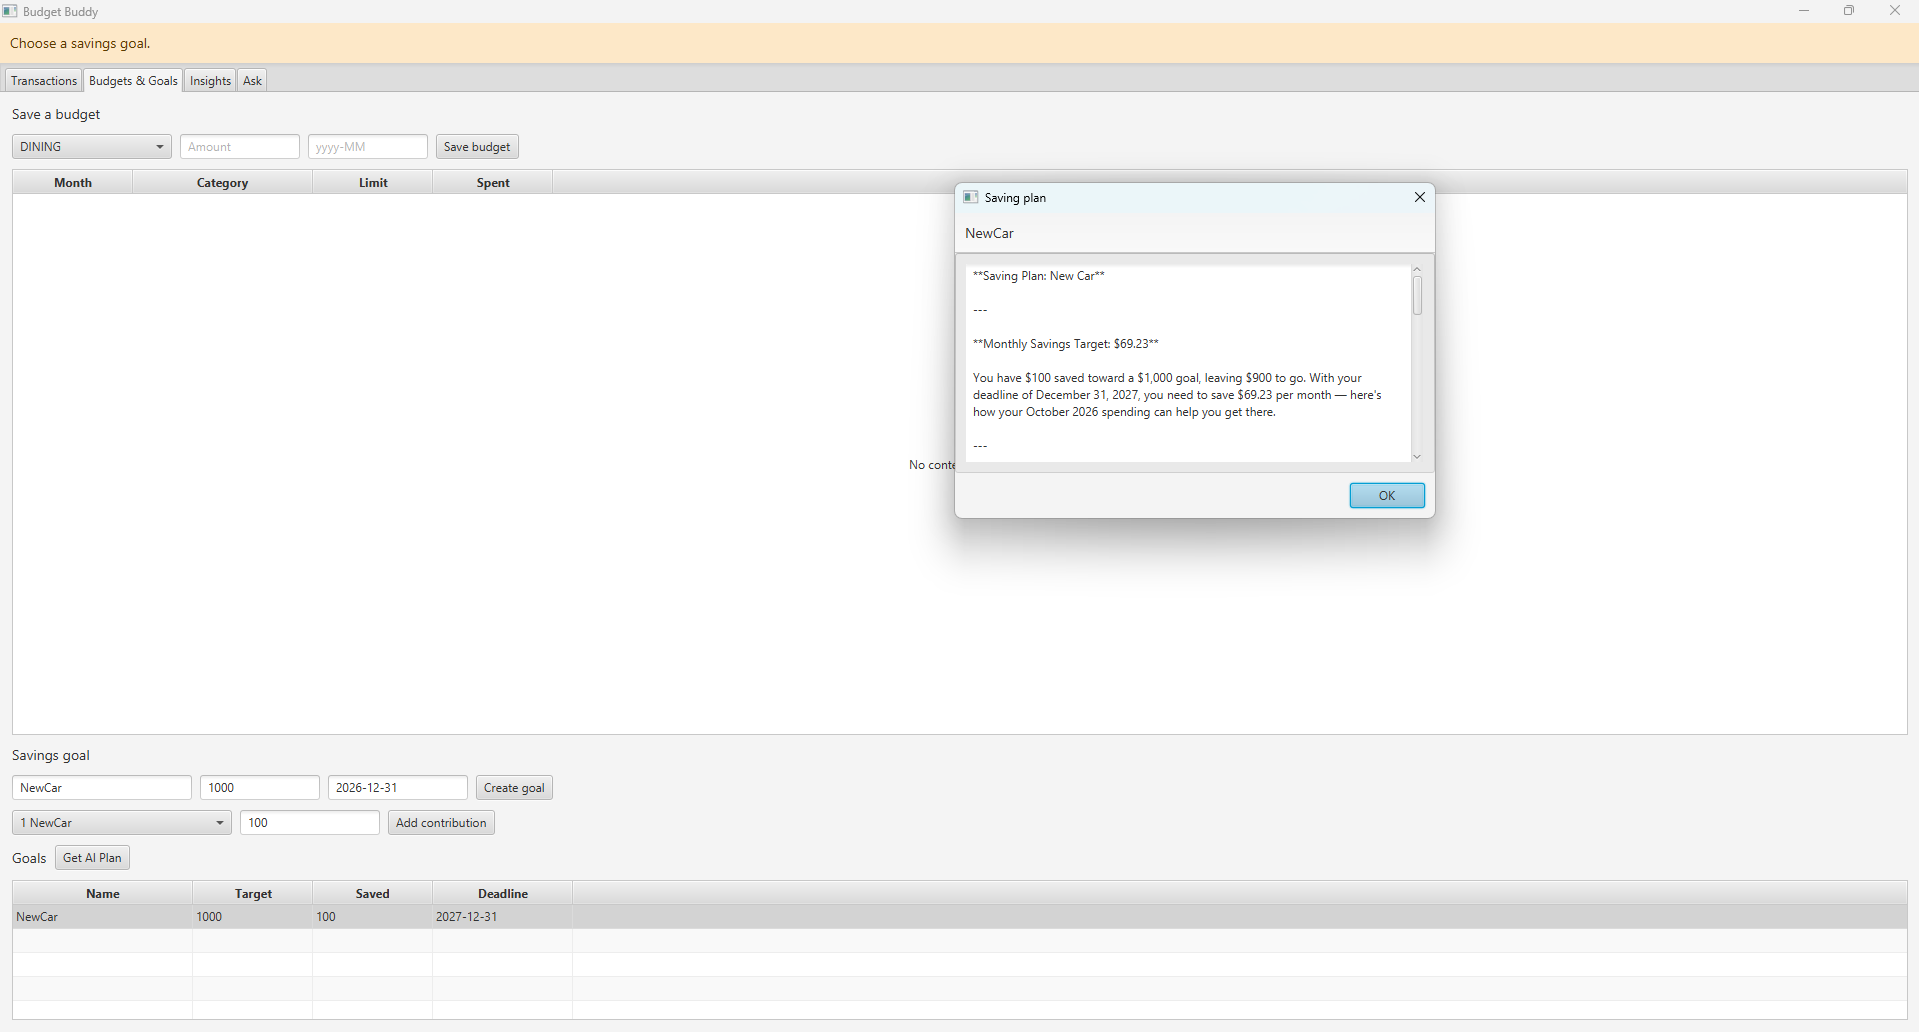 Budget Buddy
Choose a savings goal.
Transactions Budgets & Goals Insights Ask
Save a budget
DINING Amount yyyy-MM Save budget
Month Category Limit Spent
Saving plan
NewCar
**Saving Plan: New Car**
---
**Monthly Savings Target: $69.23**
You have $100 saved toward a $1,000 goal, leaving $900 to go. With your
deadline of December 31, 2027, you need to save $69.23 per month — here's
how your October 2026 spending can help you get there.
---
No conte
OK
Savings goal
NewCar 1000 2026-12-31 Create goal
1 NewCar 100 Add contribution
Goals Get AI Plan
Name Target Saved Deadline
NewCar 1000 100 2027-12-31